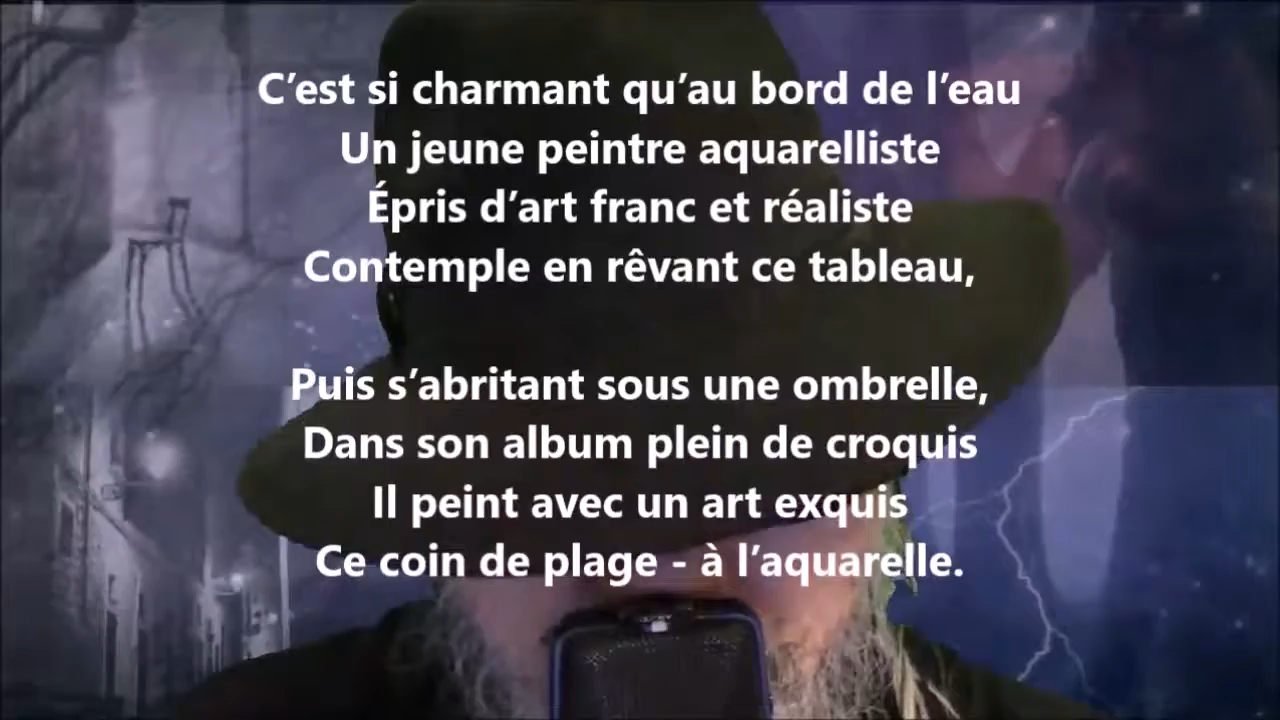 C’est si charmant qu’au bord de l’eau
Un jeune peintre aquarelliste
Épris d’art franc et réaliste
Contemple en rêvant ce tableau,
Puis s’abritant sous une ombrelle,
Dans son album plein de croquis
Il peint avec un art exquis
Ce coin de plage - à l’aquarelle.